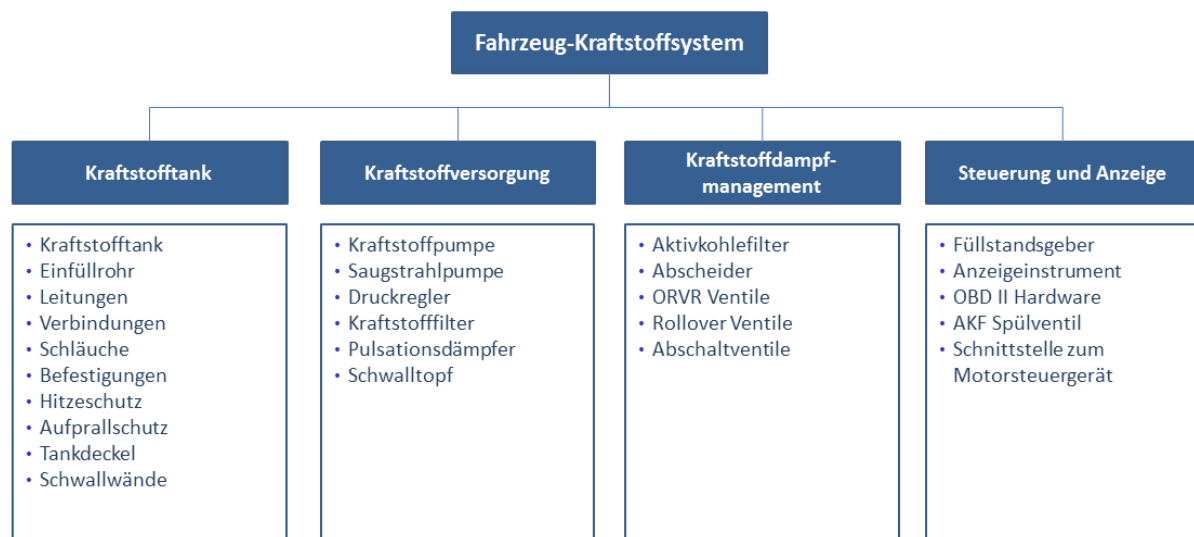 Fahrzeug-Kraftstoffsystem
Kraftstofftank
Kraftstoffversorgung
Kraftstoffdampf-
management
Steuerung und Anzeige
• Kraftstofftank
• Einfüllrohr
• Leitungen
• Verbindungen
• Schläuche
• Befestigungen
• Hitzeschutz
• Aufprallschutz
• Tankdeckel
• Schwallwände
• Kraftstoffpumpe
• Saugstrahlpumpe
• Druckregler
• Kraftstofffilter
• Pulsationsdämpfer
• Schwalltopf
• Aktivkohlefilter
• Abscheider
• ORVR Ventile
• Rollover Ventile
• Abschaltventile
• Füllstandsgeber
• Anzeigeinstrument
• OBD II Hardware
• AKF Spülventil
• Schnittstelle zum
Motorsteuergerät